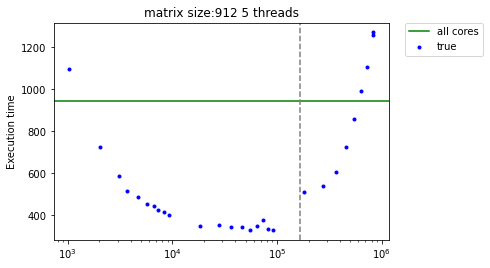 matrix size:912 5 threads
all cores
true
Execution time
1200
1000
800
600
400
10³ 10⁴ 10⁵ 10⁶